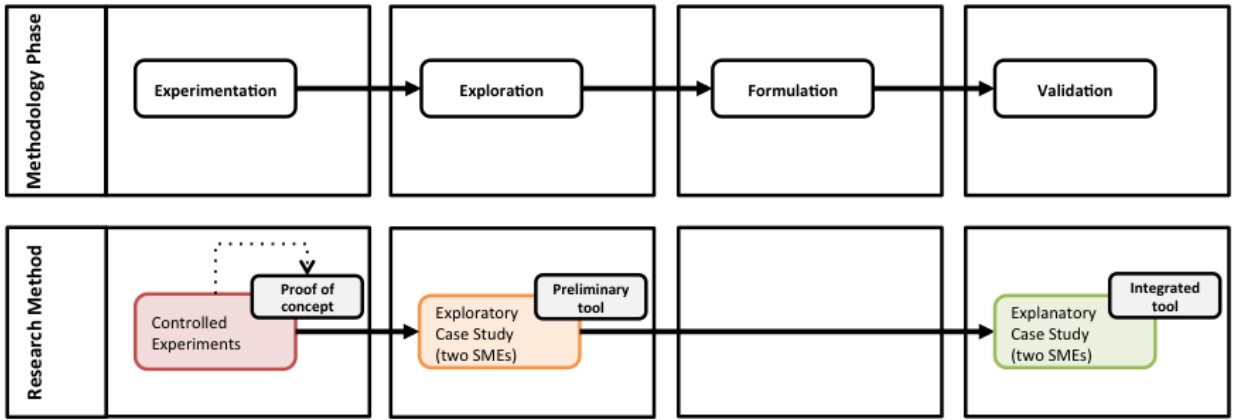 Methodology Phase
Experimentation
Exploration
Formulation
Validation
Research Method
Proof of
concept
Controlled
Experiments
Preliminary
tool
Exploratory
Case Study
(two SMEs)
Integrated
tool
Explanatory
Case Study
(two SMEs)